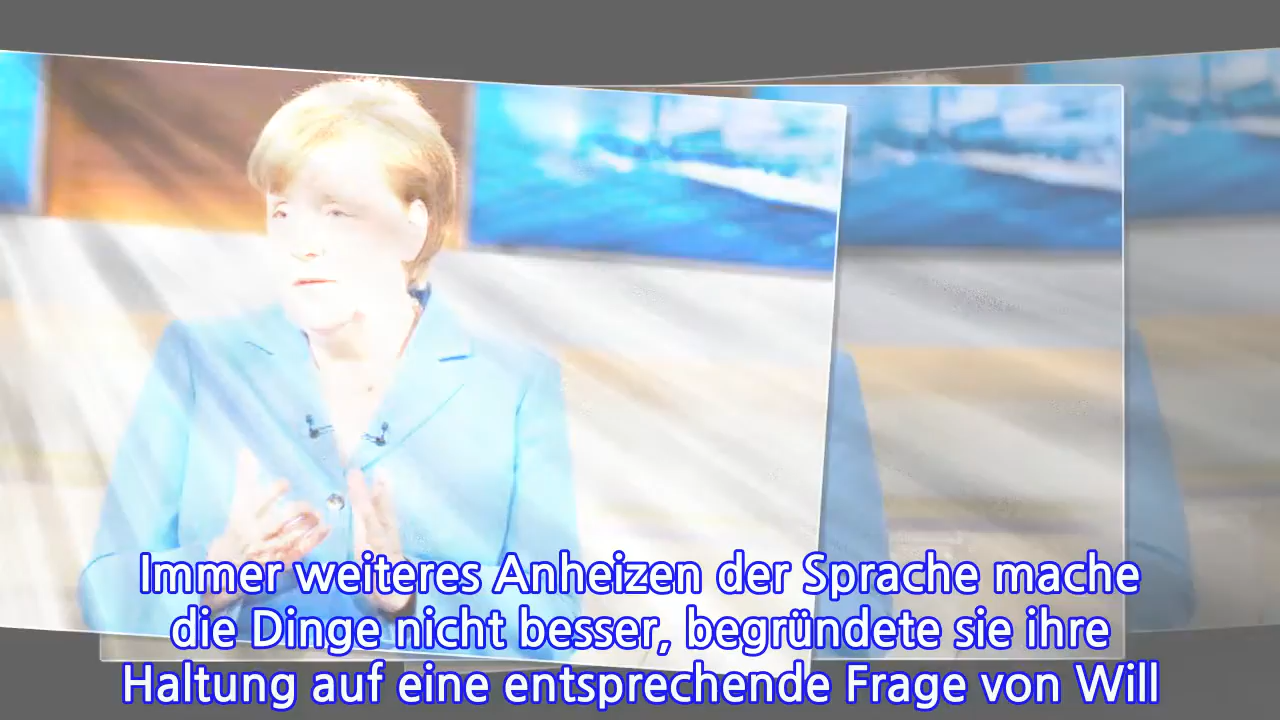 Immer weiteres Anheizen der Sprache mache
die Dinge nicht besser, begründete sie ihre
Haltung auf eine entsprechende Frage von Will